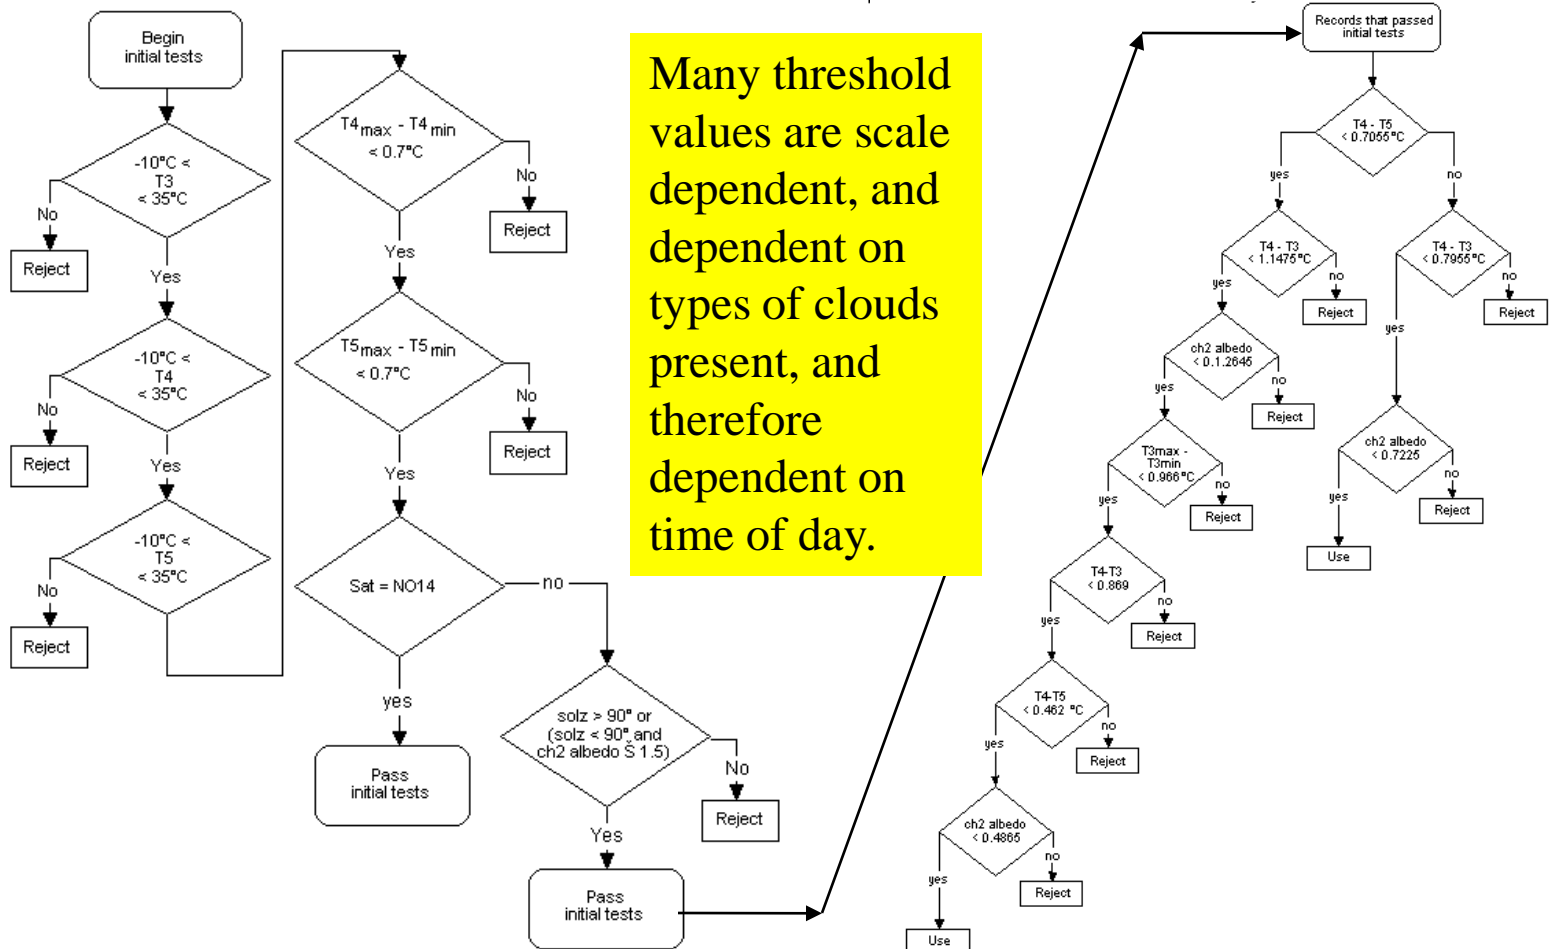 Begin
initial tests
-10°C <
T3
< 35°C
No
Reject
Yes
-10°C <
T4
< 35°C
No
Reject
Yes
-10°C <
T5
< 35°C
No
Reject
T4max - T4min
< 0.7°C
No
Reject
Yes
T5max - T5min
< 0.7°C
No
Reject
Yes
Sat = NO14
no
yes
Pass
initial tests
solz > 90° or
(solz < 90° and
ch2 albedo Š 1.5)
No
Reject
Yes
Pass
initial tests
Many threshold
values are scale
dependent, and
dependent on
types of clouds
present, and
therefore
dependent on
time of day.
Records that passed
initial tests
T4 - T5
< 0.7055°C
yes
no
T4 - T3
< 1.1475°C
no
Reject
yes
ch2 albedo
< 0.1.2645
no
Reject
yes
T3max -
T3min
< 0.966°C
no
Reject
yes
T4-T3
< 0.869
no
Reject
yes
T4-T5
< 0.462 °C
no
Reject
yes
ch2 albedo
< 0.4865
no
Reject
yes
Use
T4 - T3
< 0.7955°C
no
Reject
yes
ch2 albedo
< 0.7225
no
Reject
yes
Use